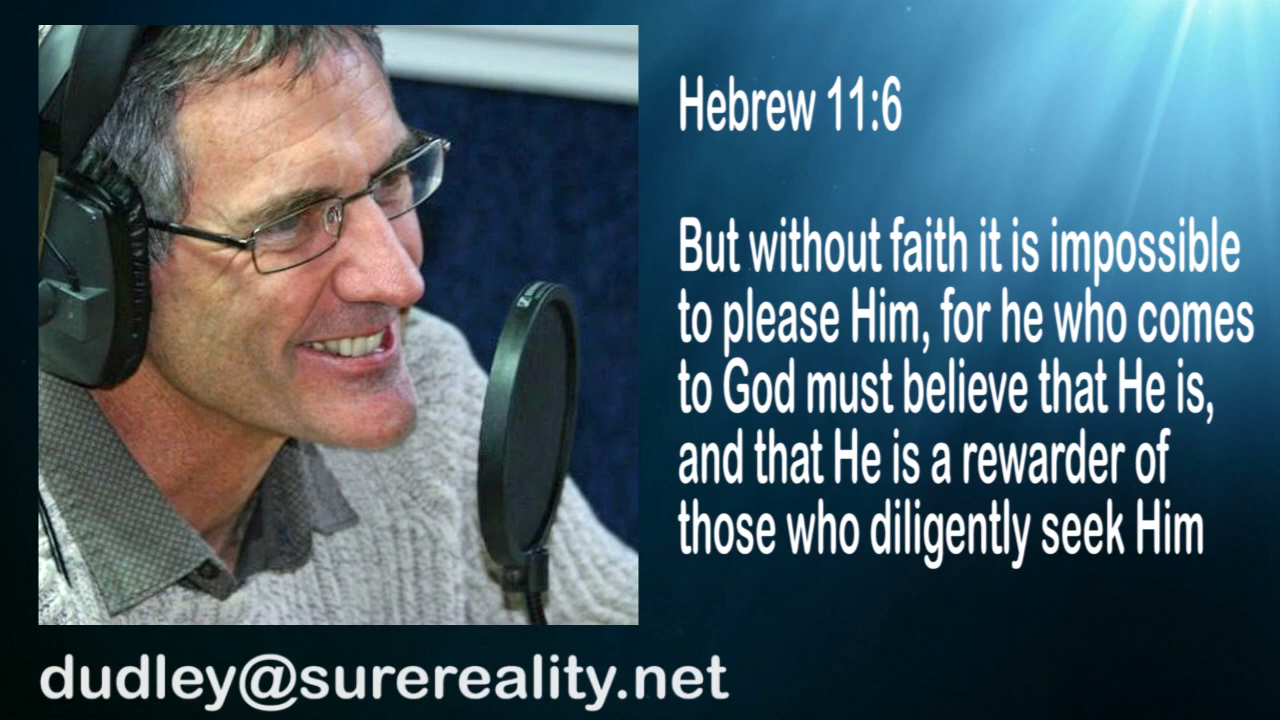 Hebrew 11:6
But without faith it is impossible
to please Him, for he who comes
to God must believe that He is,
and that He is a rewarder of
those who diligently seek Him
dudley@surereality.net